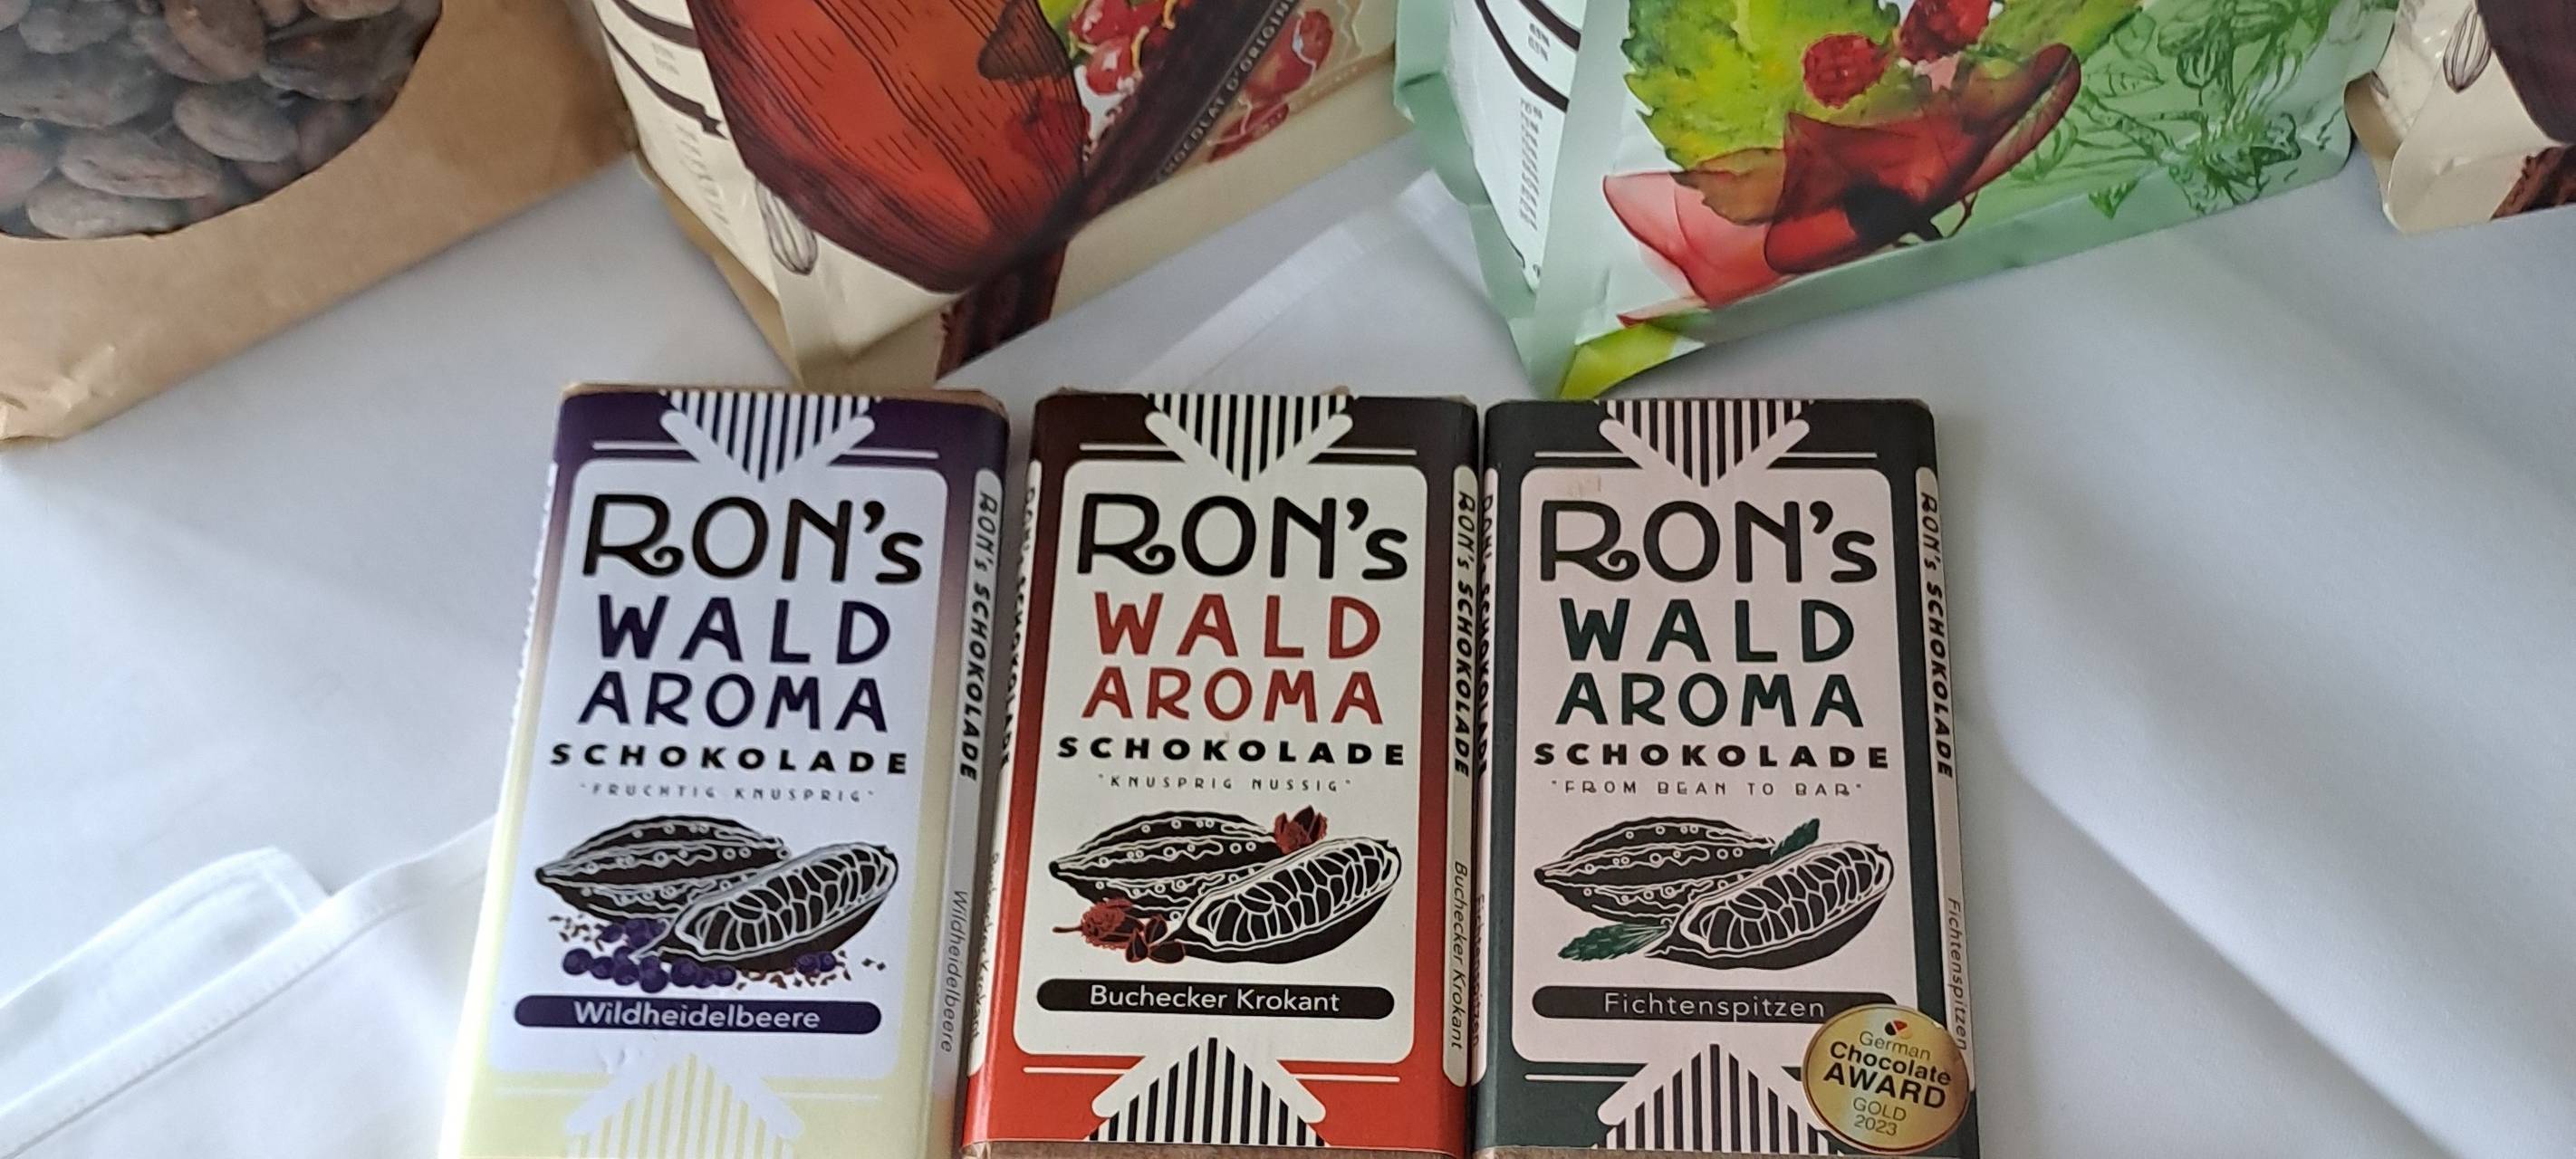 CHOCOLAT D'ORIGINE
RON's
WALD
AROMA
SCHOKOLADE
"FRUCHTIG KNUSPRIG"
Wildheidelbeere
RON's SCHOKOLADE
Wildheidelbeere
RON's
WALD
AROMA
SCHOKOLADE
"KNUSPRIG NUSSIG"
Buchecker Krokant
RON's SCHOKOLADE
Buchecker Krokant
RON's
WALD
AROMA
SCHOKOLADE
"FROM BEAN TO BAR"
Fichtenspitzen
RON's SCHOKOLADE
Fichtenspitzen
German
Chocolate
AWARD
GOLD
2023